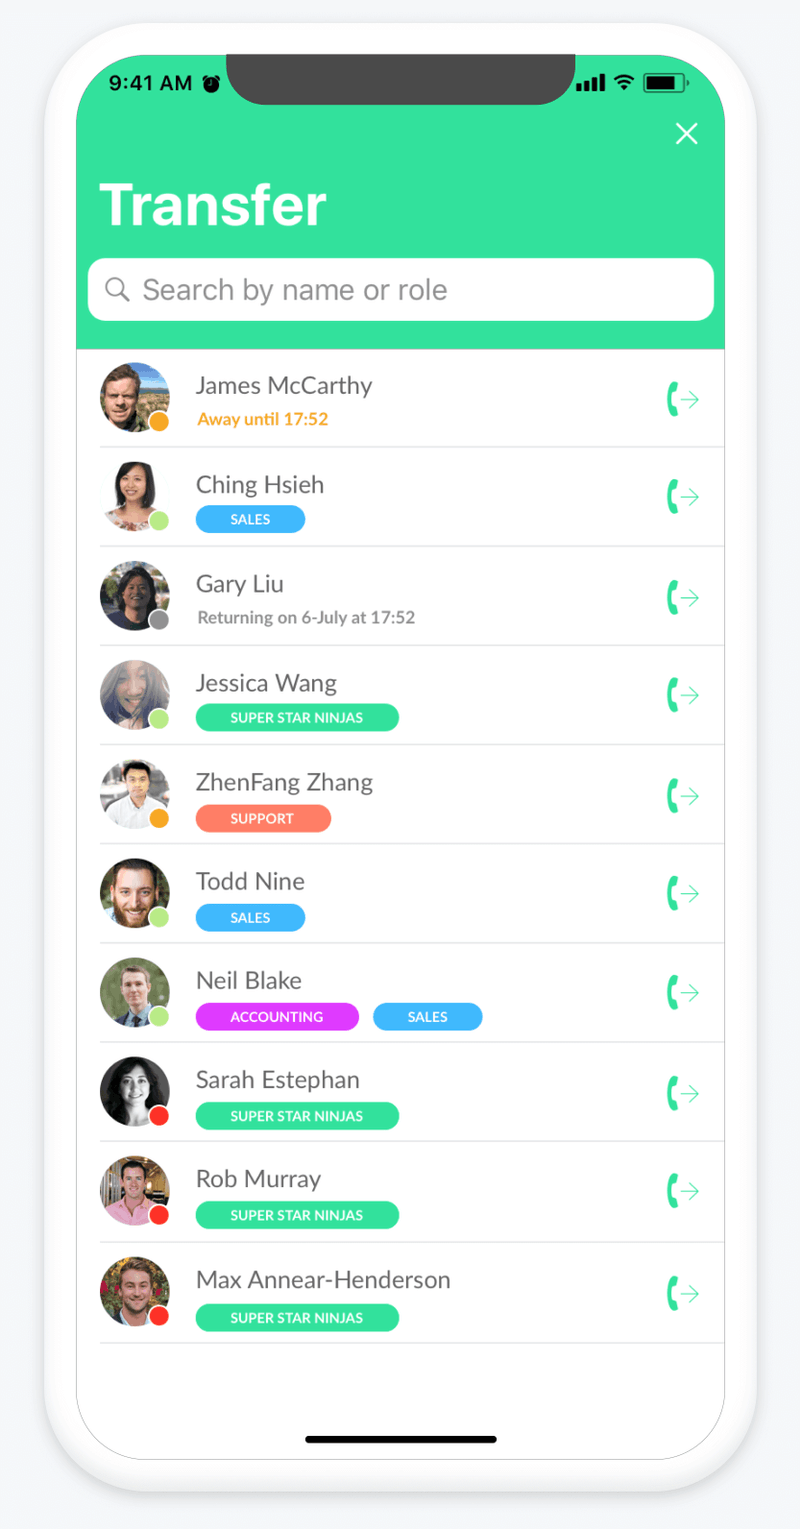 9:41 AM
Transfer
Search by name or role
James McCarthy
Away until 17:52
Ching Hsieh
SALES
Gary Liu
Returning on 6-July at 17:52
Jessica Wang
SUPER STAR NINJAS
ZhenFang Zhang
SUPPORT
Todd Nine
SALES
Neil Blake
ACCOUNTING SALES
Sarah Estephan
SUPER STAR NINJAS
Rob Murray
SUPER STAR NINJAS
Max Annear-Henderson
SUPER STAR NINJAS